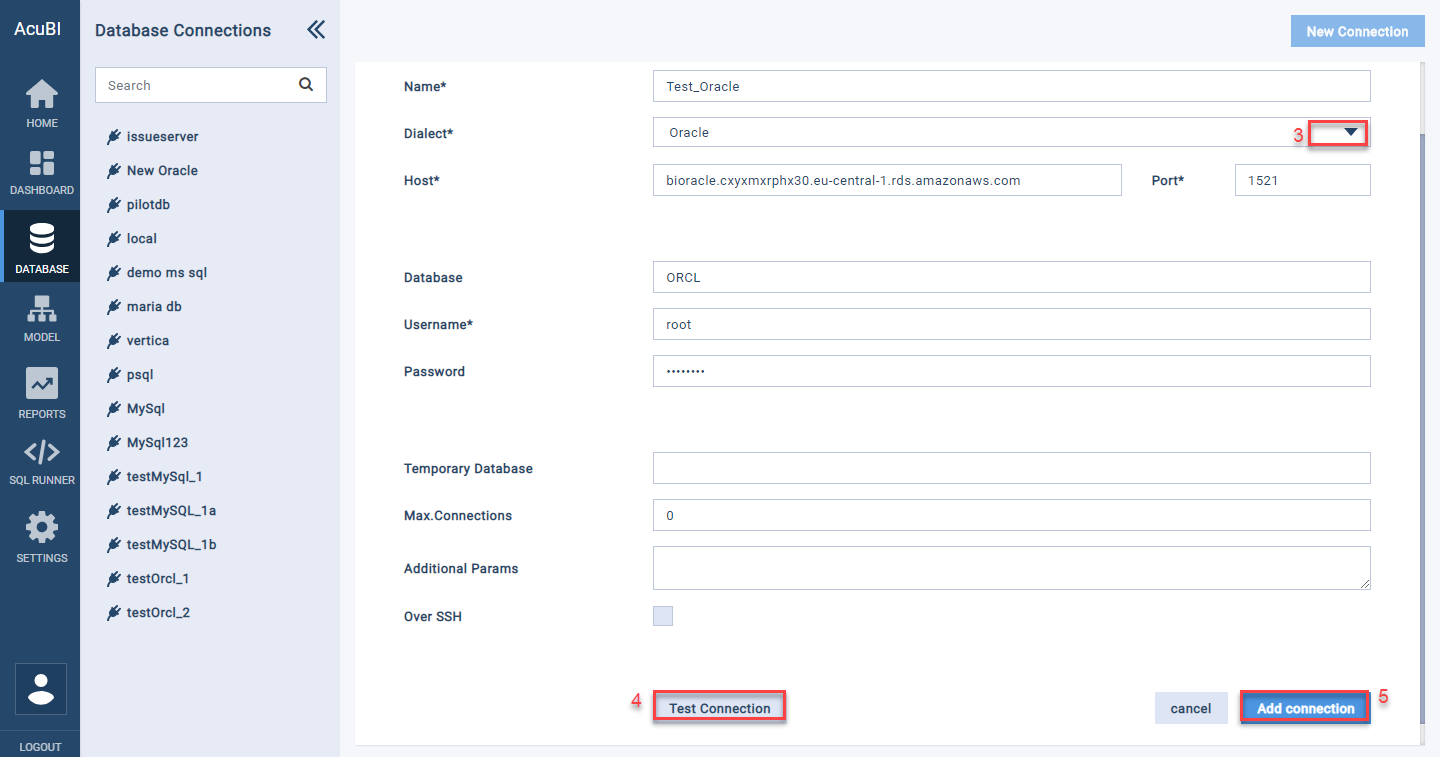 AcuBI
HOME
DASHBOARD
DATABASE
MODEL
REPORTS
SQL RUNNER
SETTINGS
LOGOUT
Database Connections
Search
issueserver
New Oracle
pilotdb
local
demo ms sql
maria db
vertica
psql
MySql
MySql123
testMySql_1
testMySQL_1a
testMySQL_1b
testOrcl_1
testOrcl_2
New Connection
Name* Test_Oracle
Dialect* Oracle 3
Host* bioracle.cxyxmxrphx30.eu-central-1.rds.amazonaws.com Port* 1521
Database ORCL
Username* root
Password ••••••••
Temporary Database
Max.Connections 0
Additional Params
Over SSH
4 Test Connection cancel Add connection 5